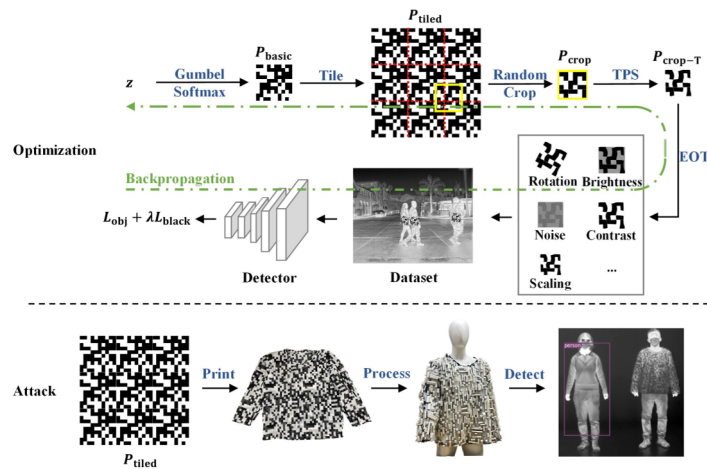 P_tiled
P_basic
P_crop
P_crop−T
z
Gumbel
Softmax
Tile
Random
Crop
TPS
Optimization
EOT
Backpropagation
Rotation
Brightness
L_obj + λL_black
Noise
Contrast
Detector
Dataset
Scaling
...
Attack
Print
Process
Detect
person
P_tiled